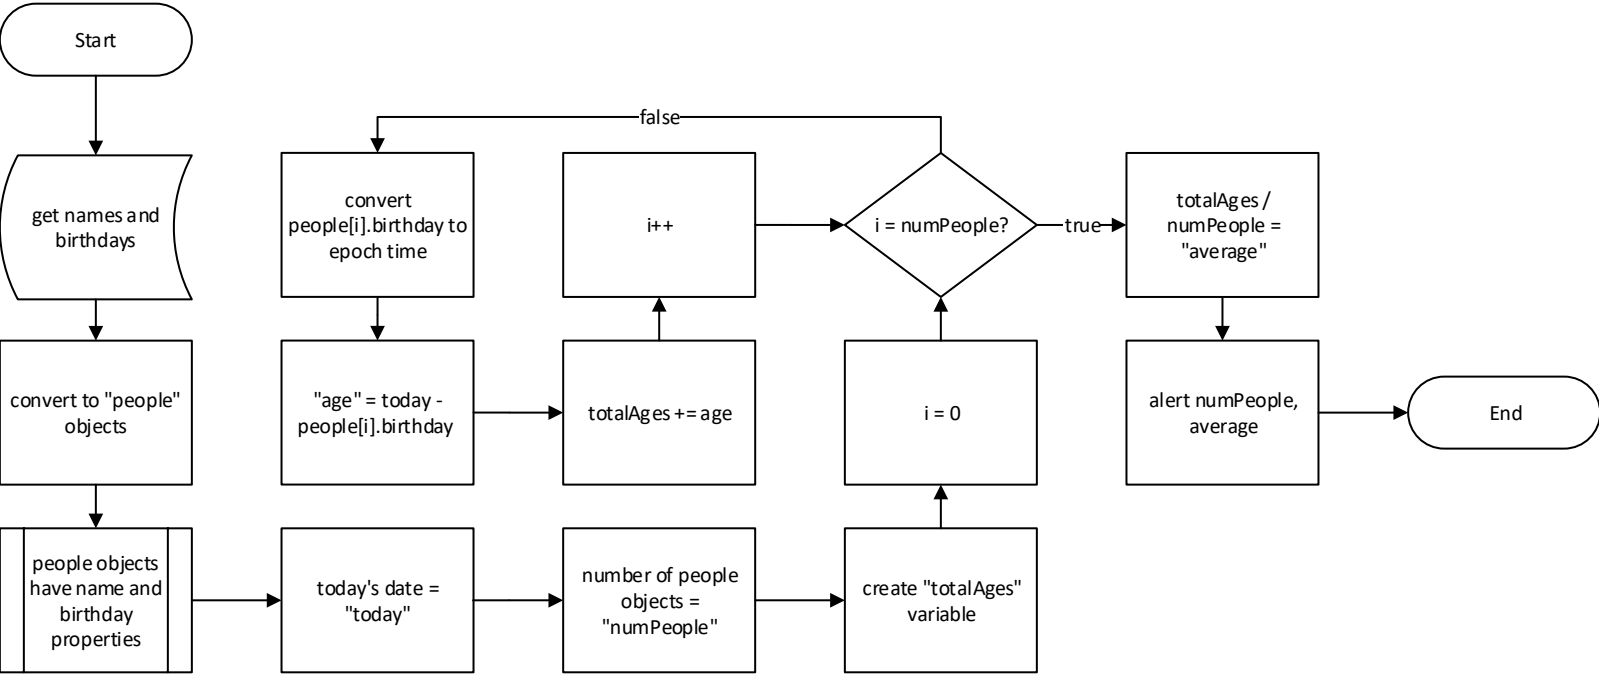 Start
get names and
birthdays
convert to "people"
objects
people objects
have name and
birthday
properties
today's date =
"today"
number of people
objects =
"numPeople"
create "totalAges"
variable
i = 0
i = numPeople?
false
convert
people[i].birthday to
epoch time
"age" = today -
people[i].birthday
totalAges += age
i++
true
totalAges /
numPeople =
"average"
alert numPeople,
average
End